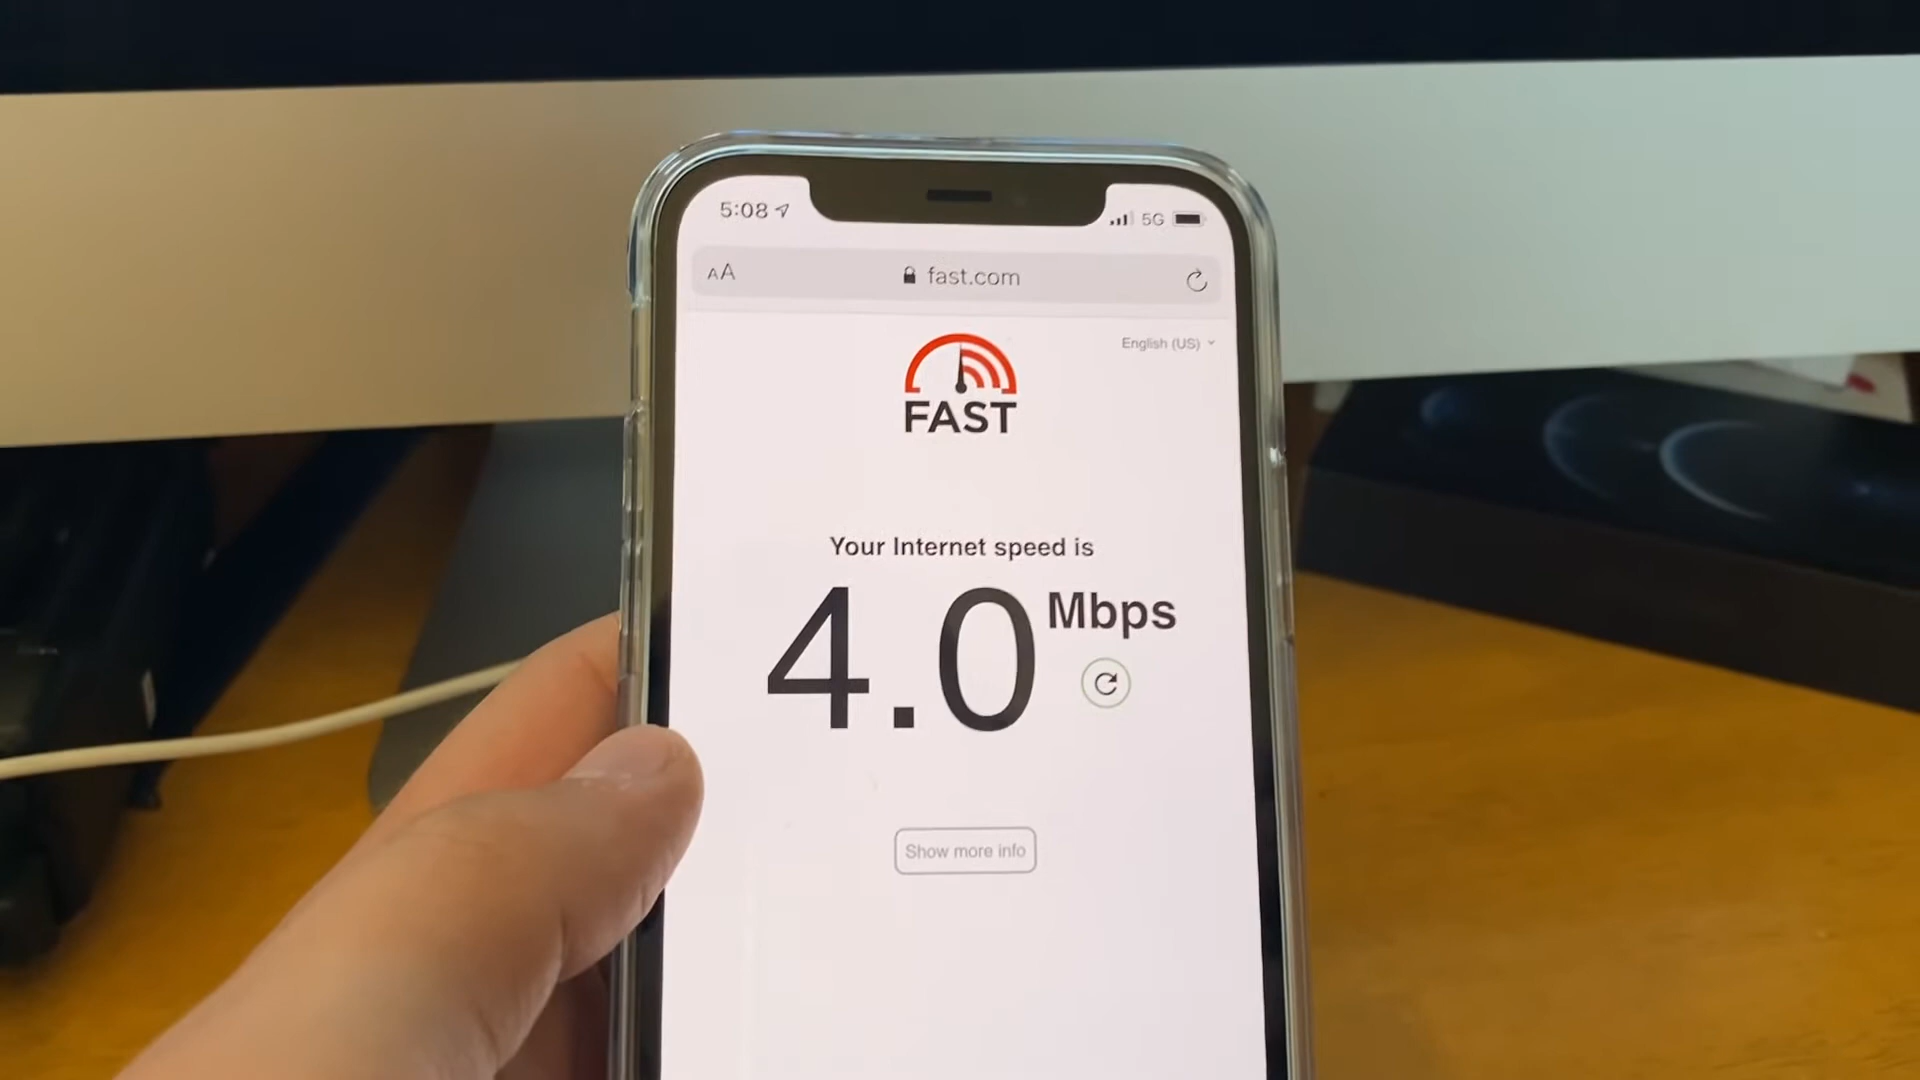 5:08
5G
AA
fast.com
English (US)
FAST
Your Internet speed is
4.0 Mbps
Show more info